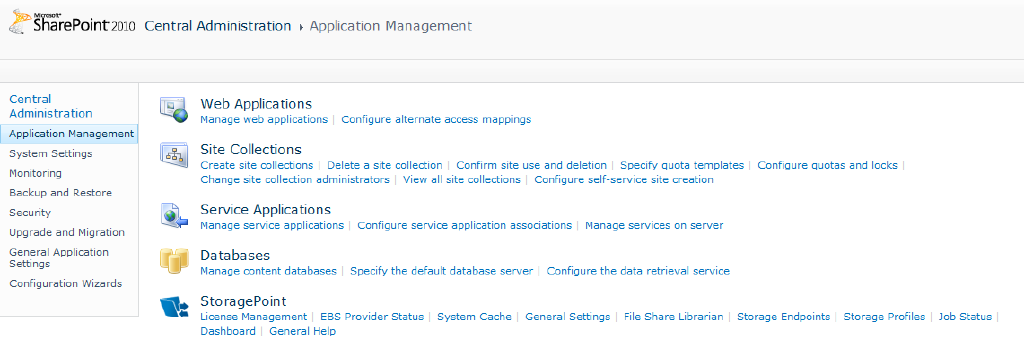 Microsoft®
SharePoint 2010 Central Administration Application Management
Central
Administration
Application Management
System Settings
Monitoring
Backup and Restore
Security
Upgrade and Migration
General Application
Settings
Configuration Wizards
Web Applications
Manage web applications | Configure alternate access mappings
Site Collections
Create site collections | Delete a site collection | Confirm site use and deletion | Specify quota templates | Configure quotas and locks |
Change site collection administrators | View all site collections | Configure self-service site creation
Service Applications
Manage service applications | Configure service application associations | Manage services on server
Databases
Manage content databases | Specify the default database server | Configure the data retrieval service
StoragePoint
License Management | EBS Provider Status | System Cache | General Settings | File Share Librarian | Storage Endpoints | Storage Profiles | Job Status |
Dashboard | General Help